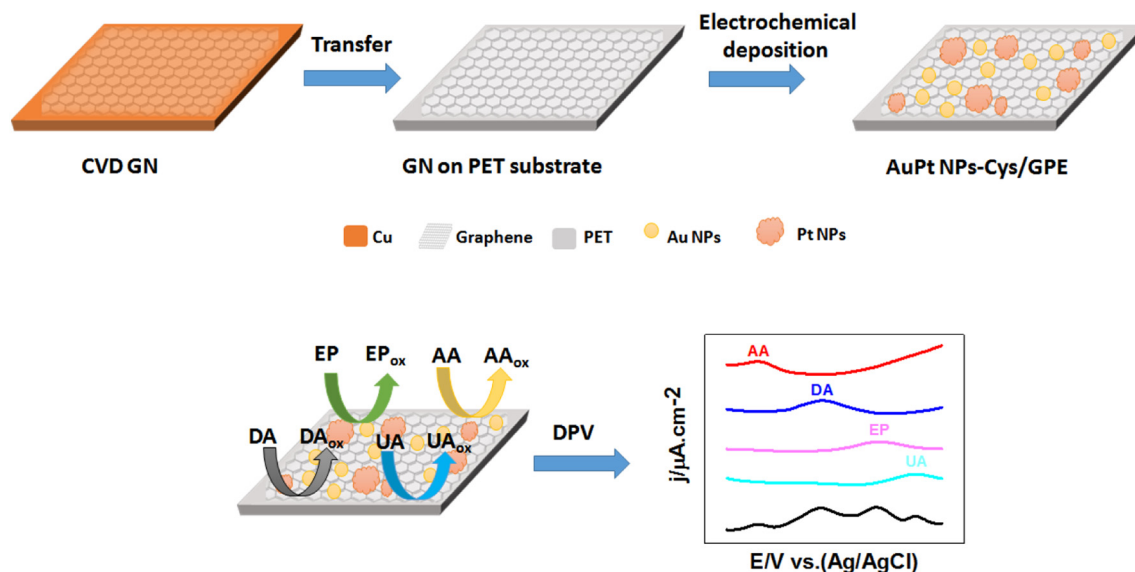 Transfer
Electrochemical
deposition
CVD GN
GN on PET substrate
AuPt NPs-Cys/GPE
Cu
Graphene
PET
Au NPs
Pt NPs
EP
EPox
AA
AAox
DA
DAox
UA
UAox
DPV
AA
DA
EP
UA
j/µA.cm-2
E/V vs.(Ag/AgCl)